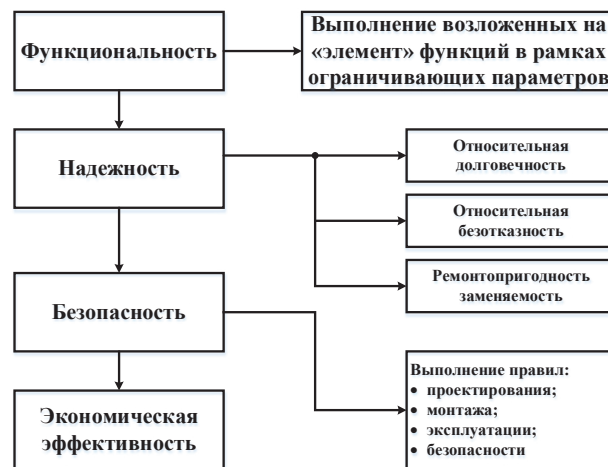 Функциональность
Выполнение возложенных на
«элемент» функций в рамках
ограничивающих параметров
Надежность
Относительная
долговечность
Относительная
безотказность
Ремонтопригодность
заменяемость
Безопасность
Выполнение правил:
• проектирования;
• монтажа;
• эксплуатации;
• безопасности
Экономическая
эффективность